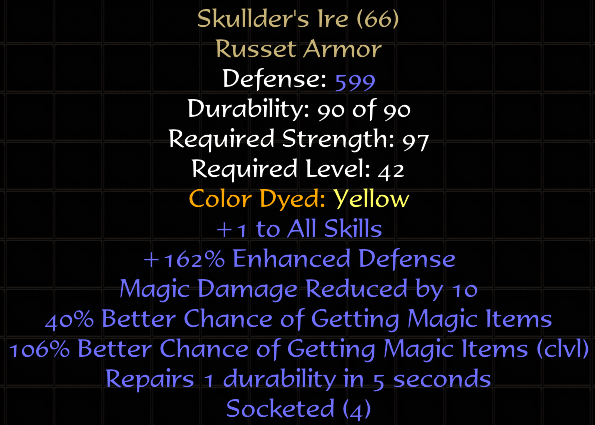 Skullder's Ire (66)
Russet Armor
Defense: 599
Durability: 90 of 90
Required Strength: 97
Required Level: 42
Color Dyed: Yellow
+1 to All Skills
+162% Enhanced Defense
Magic Damage Reduced by 10
40% Better Chance of Getting Magic Items
106% Better Chance of Getting Magic Items (clvl)
Repairs 1 durability in 5 seconds
Socketed (4)